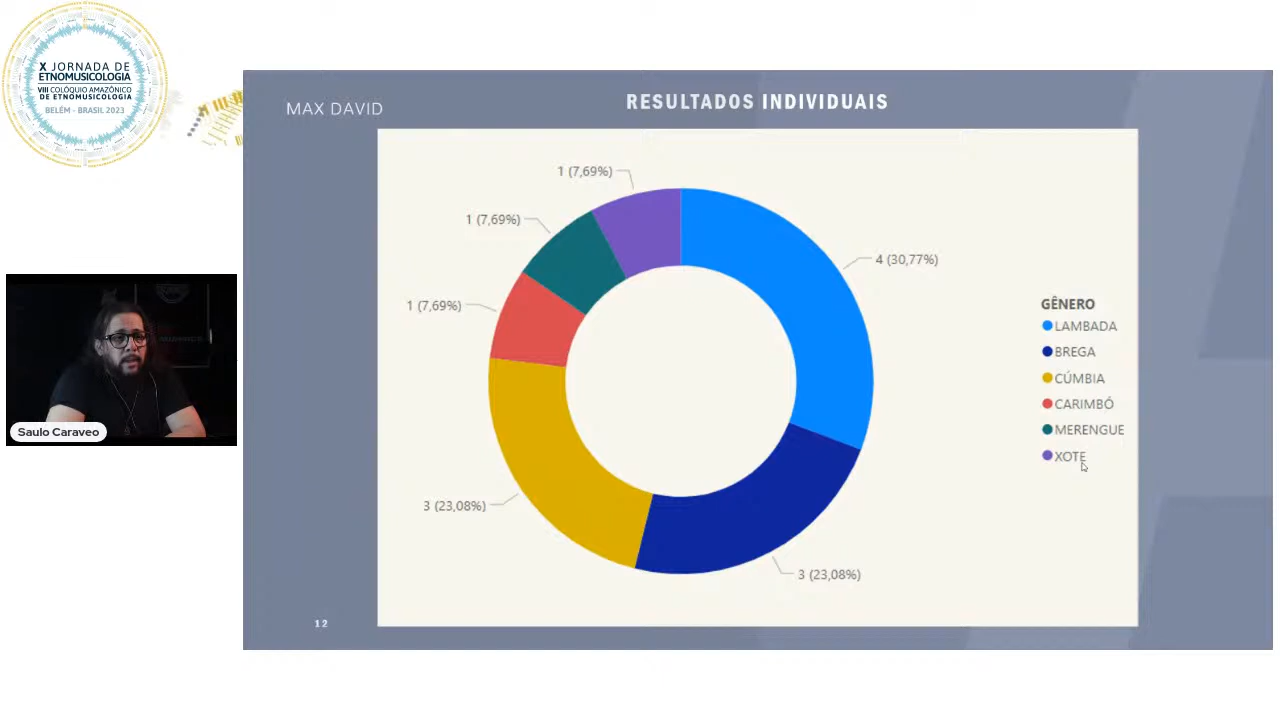 X JORNADA DE
ETNOMUSICOLOGIA
VIII COLÓQUIO AMAZÔNICO
DE ETNOMUSICOLOGIA
BELÉM - BRASIL 2023
MAX DAVID
RESULTADOS INDIVIDUAIS
1 (7,69%)
1 (7,69%)
4 (30,77%)
1 (7,69%)
GÊNERO
LAMBADA
BREGA
CÚMBIA
CARIMBÓ
MERENGUE
XOTE
3 (23,08%)
3 (23,08%)
12
Saulo Caraveo